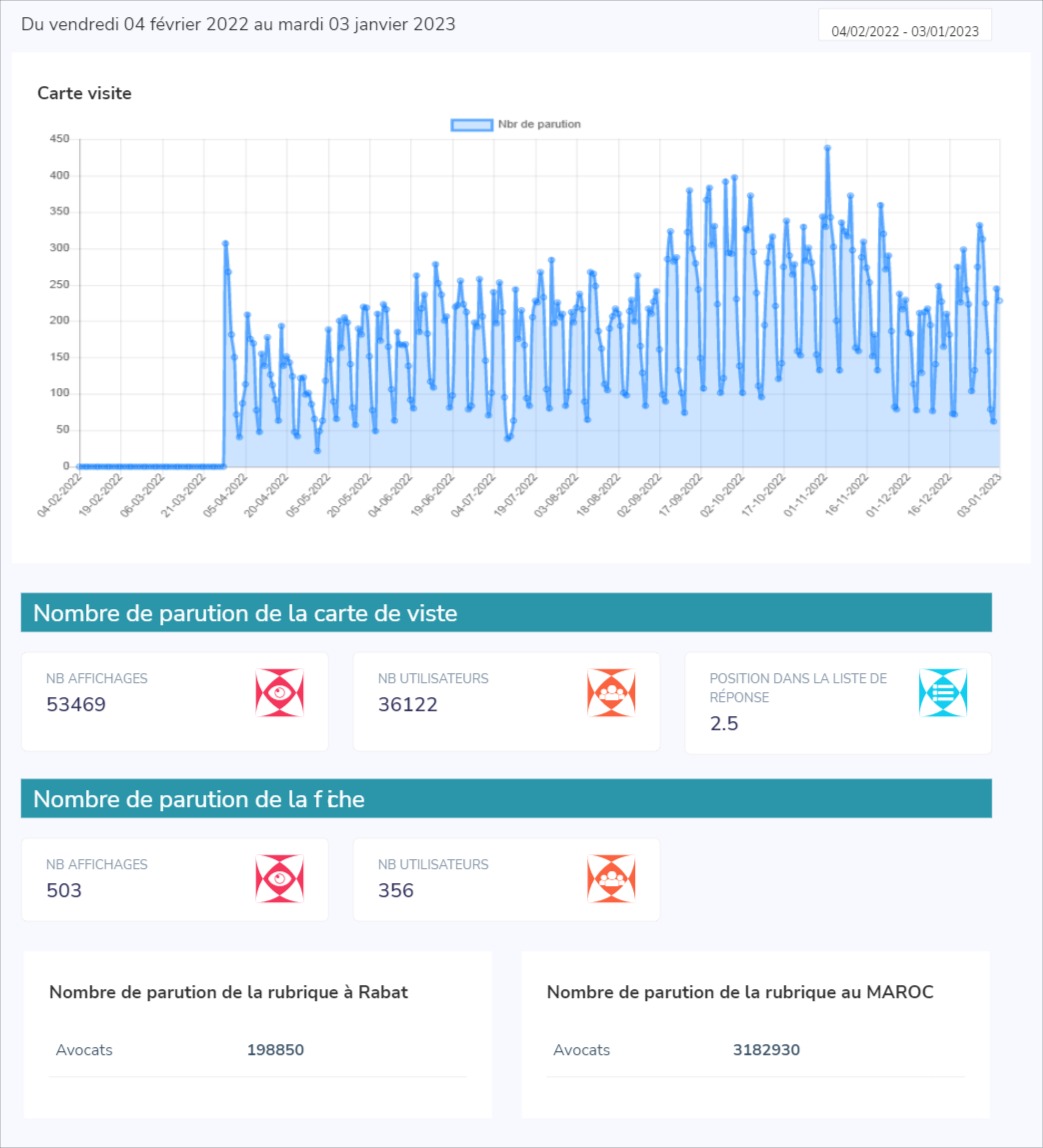 Du vendredi 04 février 2022 au mardi 03 janvier 2023
04/02/2022 - 03/01/2023
Carte visite
Nbr de parution
450
400
350
300
250
200
150
100
50
0
04-02-2022
19-02-2022
06-03-2022
21-03-2022
05-04-2022
20-04-2022
05-05-2022
20-05-2022
04-06-2022
19-06-2022
04-07-2022
19-07-2022
03-08-2022
18-08-2022
02-09-2022
17-09-2022
02-10-2022
17-10-2022
01-11-2022
16-11-2022
01-12-2022
16-12-2022
03-01-2023
Nombre de parution de la carte de viste
NB AFFICHAGES
53469
NB UTILISATEURS
36122
POSITION DANS LA LISTE DE
RÉPONSE
2.5
Nombre de parution de la fiche
NB AFFICHAGES
503
NB UTILISATEURS
356
Nombre de parution de la rubrique à Rabat
Avocats 198850
Nombre de parution de la rubrique au MAROC
Avocats 3182930